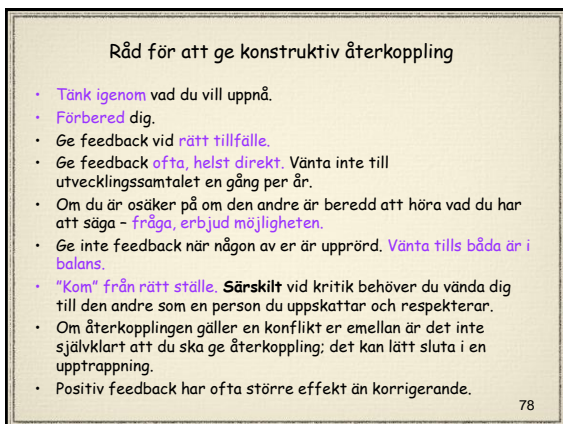 Råd för att ge konstruktiv återkoppling
• Tänk igenom vad du vill uppnå.
• Förbered dig.
• Ge feedback vid rätt tillfälle.
• Ge feedback ofta, helst direkt. Vänta inte till
utvecklingssamtalet en gång per år.
• Om du är osäker på om den andre är beredd att höra vad du har
att säga – fråga, erbjud möjligheten.
• Ge inte feedback när någon av er är upprörd. Vänta tills båda är i
balans.
• "Kom" från rätt ställe. Särskilt vid kritik behöver du vända dig
till den andre som en person du uppskattar och respekterar.
• Om återkopplingen gäller en konflikt er emellan är det inte
självklart att du ska ge återkoppling; det kan lätt sluta i en
upptrappning.
• Positiv feedback har ofta större effekt än korrigerande.
78